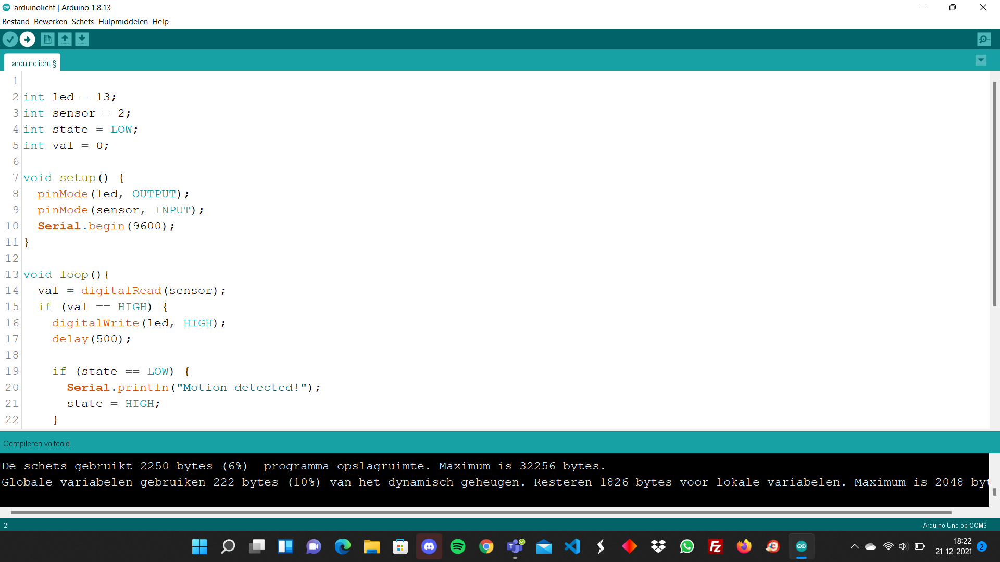 arduinolicht | Arduino 1.8.13
Bestand Bewerken Schets Hulpmiddelen Help
arduinolicht §
1
2 int led = 13;
3 int sensor = 2;
4 int state = LOW;
5 int val = 0;
6
7 void setup() {
8 pinMode(led, OUTPUT);
9 pinMode(sensor, INPUT);
10 Serial.begin(9600);
11 }
12
13 void loop(){
14 val = digitalRead(sensor);
15 if (val == HIGH) {
16 digitalWrite(led, HIGH);
17 delay(500);
18
19 if (state == LOW) {
20 Serial.println("Motion detected!");
21 state = HIGH;
22 }
Compileren voltooid.
De schets gebruikt 2250 bytes (6%) programma-opslagruimte. Maximum is 32256 bytes.
Globale variabelen gebruiken 222 bytes (10%) van het dynamisch geheugen. Resteren 1826 bytes voor lokale variabelen. Maximum is 2048 byt
2 Arduino Uno op COM3
18:22
21-12-2021 2